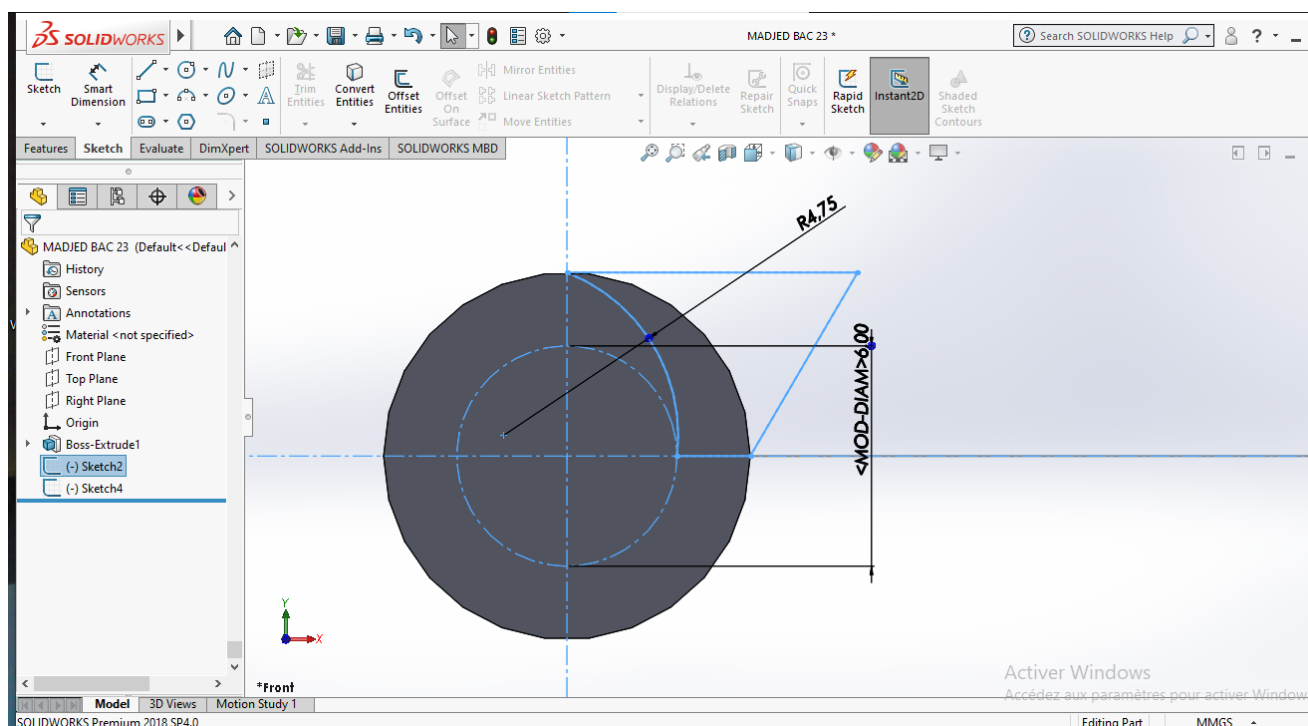 SOLIDWORKS
MADJED BAC 23 *
Search SOLIDWORKS Help
?
Sketch
Smart Dimension
Trim Entities
Convert Entities
Offset Entities
Offset On Surface
Mirror Entities
Linear Sketch Pattern
Move Entities
Display/Delete Relations
Repair Sketch
Quick Snaps
Rapid Sketch
Instant2D
Shaded Sketch Contours
Features Sketch Evaluate DimXpert SOLIDWORKS Add-Ins SOLIDWORKS MBD
MADJED BAC 23 (Default<<Defaul
History
Sensors
Annotations
Material <not specified>
Front Plane
Top Plane
Right Plane
Origin
Boss-Extrude1
(-) Sketch2
(-) Sketch4
R4,75
<MOD-DIAM>6,00
Y
X
*Front
Activer Windows
Accédez aux paramètres pour activer Window
Model 3D Views Motion Study 1
SOLIDWORKS Premium 2018 SP4.0
Editing Part MMGS